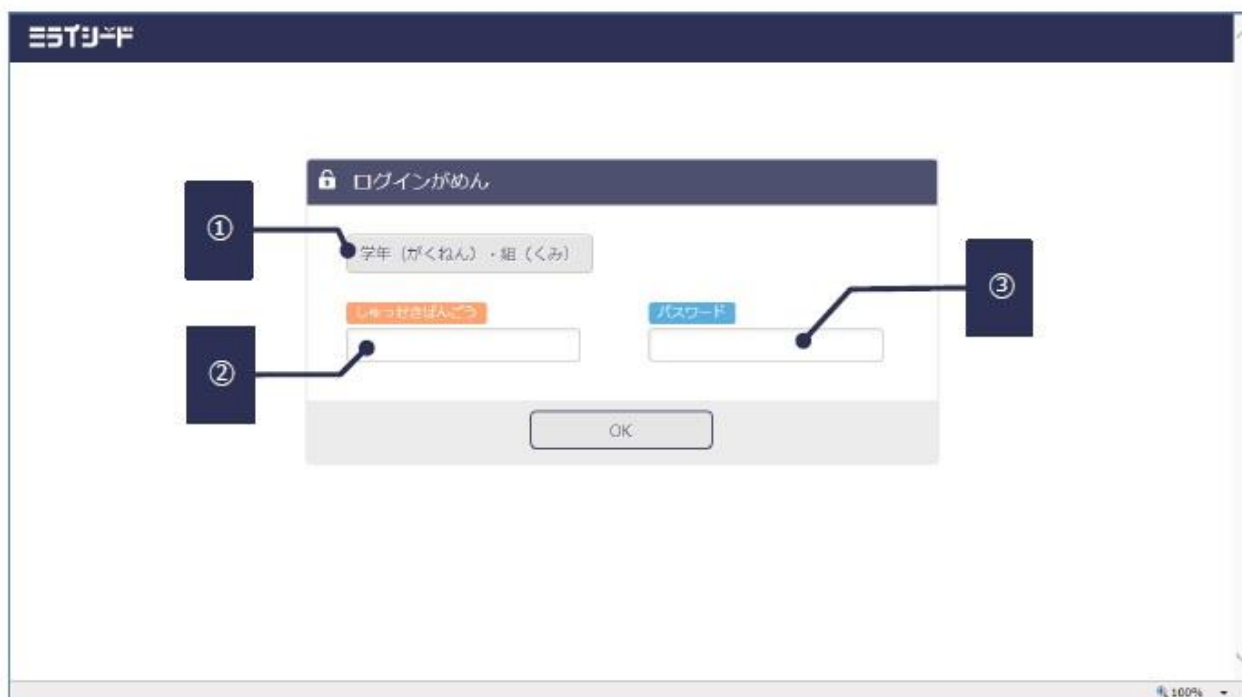 ミライシード
ログインがめん
①
学年（がくねん）・組（くみ）
③
しゅっせきばんごう
パスワード
②
OK
100%